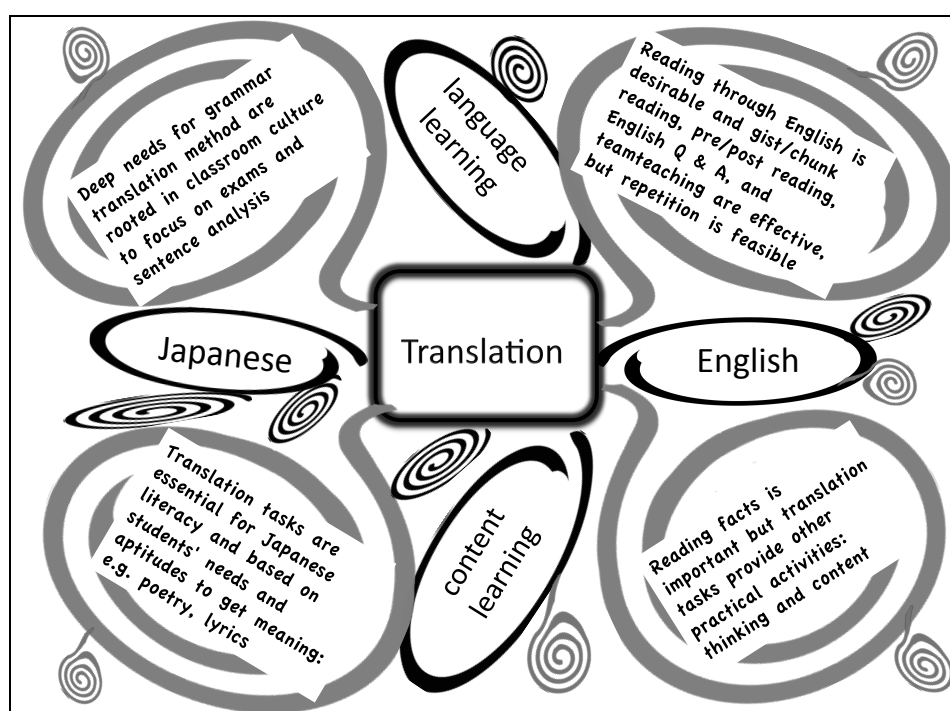 Deep needs for grammar
translation method are
rooted in classroom culture
to focus on exams and
sentence analysis
language
learning
Reading through English is
desirable and gist/chunk
reading, pre/post reading,
English Q & A, and
teamteaching are effective,
but repetition is feasible
Japanese
Translation
English
Translation tasks are
essential for Japanese
literacy and based on
students' needs and
aptitudes to get meaning:
e.g. poetry, lyrics
content
learning
Reading facts is
important but translation
tasks provide other
practical activities:
thinking and content